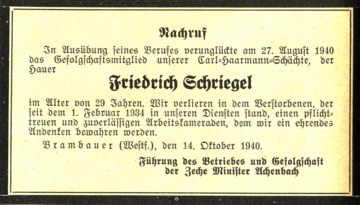 Nachruf
In Ausübung seines Berufes verunglückte am 27. August 1940
das Gefolgschaftsmitglied unserer Carl-Haarmann-Schächte, der
Hauer
Friedrich Schriegel
im Alter von 29 Jahren. Wir verlieren in dem Verstorbenen, der
seit dem 1. Februar 1934 in unseren Diensten stand, einen pflicht-
treuen und zuverlässigen Arbeitskameraden, dem wir ein ehrendes
Andenken bewahren werden.
Brambauer (Westf.), den 14. Oktober 1940.
Führung des Betriebes und Gefolgschaft
der Zeche Minister Achenbach